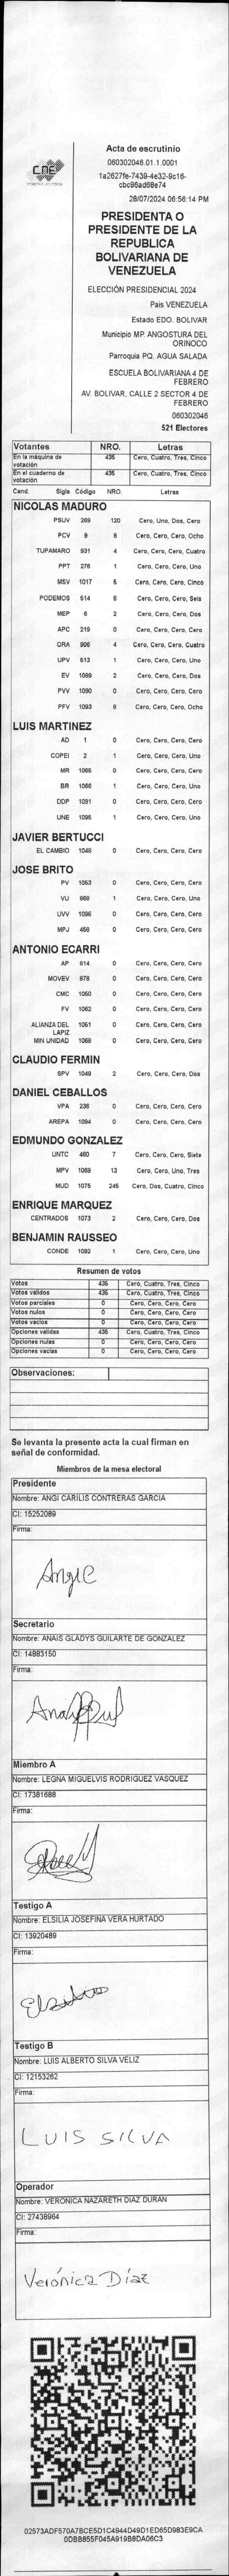 CNE
Acta de escrutinio
060302046.01.1.0001
1a2627fe-7439-4e32-9c16-
cbc96ad68e74
28/07/2024 06:56:14 PM
PRESIDENTA O
PRESIDENTE DE LA
REPUBLICA
BOLIVARIANA DE
VENEZUELA
ELECCIÓN PRESIDENCIAL 2024
Pais VENEZUELA
Estado EDO. BOLIVAR
Municipio MP. ANGOSTURA DEL
ORINOCO
Parroquia PQ. AGUA SALADA
ESCUELA BOLIVARIANA 4 DE
FEBRERO
AV. BOLIVAR, CALLE 2 SECTOR 4 DE
FEBRERO
060302046
521 Electores
Votantes NRO. Letras
En la máquina de votación 435 Cero, Cuatro, Tres, Cinco
En el cuaderno de votación 435 Cero, Cuatro, Tres, Cinco
Cand. Sigla Código NRO. Letras
NICOLAS MADURO
PSUV 269 120 Cero, Uno, Dos, Cero
PCV 9 8 Cero, Cero, Cero, Ocho
TUPAMARO 931 4 Cero, Cero, Cero, Cuatro
PPT 276 1 Cero, Cero, Cero, Uno
MSV 1017 5 Cero, Cero, Cero, Cinco
PODEMOS 514 6 Cero, Cero, Cero, Seis
MEP 6 2 Cero, Cero, Cero, Dos
APC 219 0 Cero, Cero, Cero, Cero
ORA 906 4 Cero, Cero, Cero, Cuatro
UPV 513 1 Cero, Cero, Cero, Uno
EV 1089 2 Cero, Cero, Cero, Dos
PVV 1090 0 Cero, Cero, Cero, Cero
PFV 1093 8 Cero, Cero, Cero, Ocho
LUIS MARTINEZ
AD 1 0 Cero, Cero, Cero, Cero
COPEI 2 1 Cero, Cero, Cero, Uno
MR 1065 0 Cero, Cero, Cero, Cero
BR 1066 1 Cero, Cero, Cero, Uno
DDP 1091 0 Cero, Cero, Cero, Cero
UNE 1095 1 Cero, Cero, Cero, Uno
JAVIER BERTUCCI
EL CAMBIO 1048 0 Cero, Cero, Cero, Cero
JOSE BRITO
PV 1053 0 Cero, Cero, Cero, Cero
VU 868 1 Cero, Cero, Cero, Uno
UVV 1096 0 Cero, Cero, Cero, Cero
MPJ 458 0 Cero, Cero, Cero, Cero
ANTONIO ECARRI
AP 914 0 Cero, Cero, Cero, Cero
MOVEV 878 0 Cero, Cero, Cero, Cero
CMC 1050 0 Cero, Cero, Cero, Cero
FV 1062 0 Cero, Cero, Cero, Cero
ALIANZA DEL LAPIZ 1051 0 Cero, Cero, Cero, Cero
MIN UNIDAD 1068 0 Cero, Cero, Cero, Cero
CLAUDIO FERMIN
SPV 1049 2 Cero, Cero, Cero, Dos
DANIEL CEBALLOS
VPA 236 0 Cero, Cero, Cero, Cero
AREPA 1094 0 Cero, Cero, Cero, Cero
EDMUNDO GONZALEZ
UNTC 460 7 Cero, Cero, Cero, Siete
MPV 1069 13 Cero, Cero, Uno, Tres
MUD 1075 245 Cero, Dos, Cuatro, Cinco
ENRIQUE MARQUEZ
CENTRADOS 1073 2 Cero, Cero, Cero, Dos
BENJAMIN RAUSSEO
CONDE 1092 1 Cero, Cero, Cero, Uno
Resumen de votos
Votos 435 Cero, Cuatro, Tres, Cinco
Votos validos 435 Cero, Cuatro, Tres, Cinco
Votos parciales 0 Cero, Cero, Cero, Cero
Votos nulos 0 Cero, Cero, Cero, Cero
Votos vacios 0 Cero, Cero, Cero, Cero
Opciones validas 435 Cero, Cuatro, Tres, Cinco
Opciones nulas 0 Cero, Cero, Cero, Cero
Opciones vacias 0 Cero, Cero, Cero, Cero
Observaciones:
Se levanta la presente acta la cual firman en
señal de conformidad.
Miembros de la mesa electoral
Presidente
Nombre: ANGI CARILIS CONTRERAS GARCIA
CI: 15252089
Firma:
Angie
Secretario
Nombre: ANAIS GLADYS GUILARTE DE GONZALEZ
CI: 14883150
Firma:
Miembro A
Nombre: LEGNA MIGUELVIS RODRIGUEZ VASQUEZ
CI: 17381688
Firma:
Testigo A
Nombre: ELSILIA JOSEFINA VERA HURTADO
CI: 13920489
Firma:
Testigo B
Nombre: LUIS ALBERTO SILVA VELIZ
CI: 12153262
Firma:
LUIS SILVA
Operador
Nombre: VERONICA NAZARETH DIAZ DURAN
CI: 27438964
Firma:
Verónica Díaz
02573ADF570A7BCE5D1C4944D49D1ED65D983E9CA
0DBB855F045A919B8DA06C3